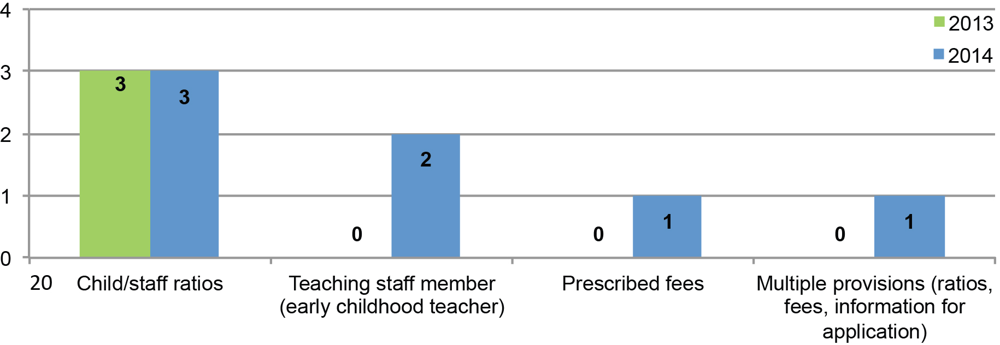 4
2013
2014
3
3
3
2
2
1
0
0
1
0
1
0
20
Child/staff ratios
Teaching staff member
(early childhood teacher)
Prescribed fees
Multiple provisions (ratios,
fees, information for
application)